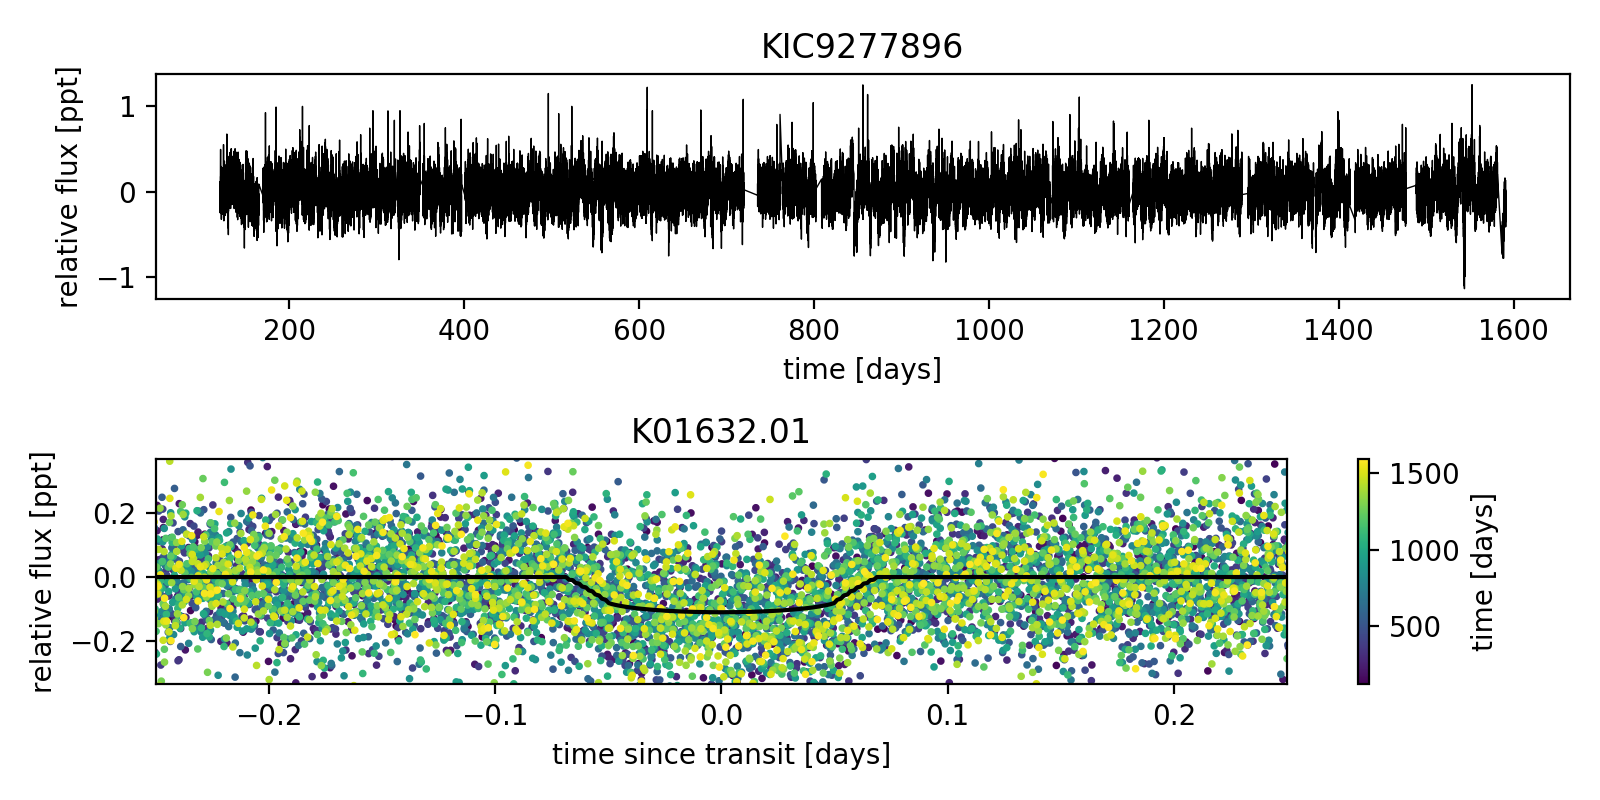 KIC9277896
relative flux [ppt]
1
0
−1
200 400 600 800 1000 1200 1400 1600
time [days]
K01632.01
relative flux [ppt]
0.2
0.0
−0.2
−0.2 −0.1 0.0 0.1 0.2
time since transit [days]
1500
1000
500
time [days]